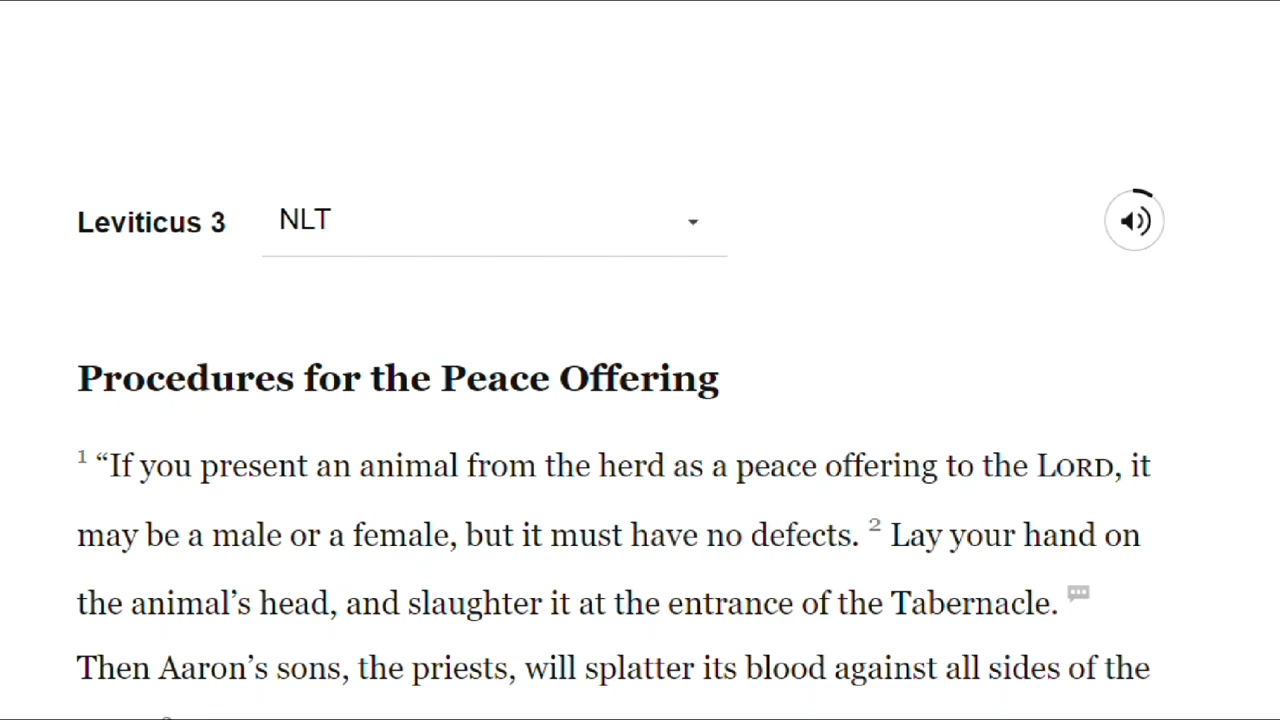 Leviticus 3 NLT
Procedures for the Peace Offering
1 “If you present an animal from the herd as a peace offering to the LORD, it
may be a male or a female, but it must have no defects. 2 Lay your hand on
the animal’s head, and slaughter it at the entrance of the Tabernacle.
Then Aaron’s sons, the priests, will splatter its blood against all sides of the